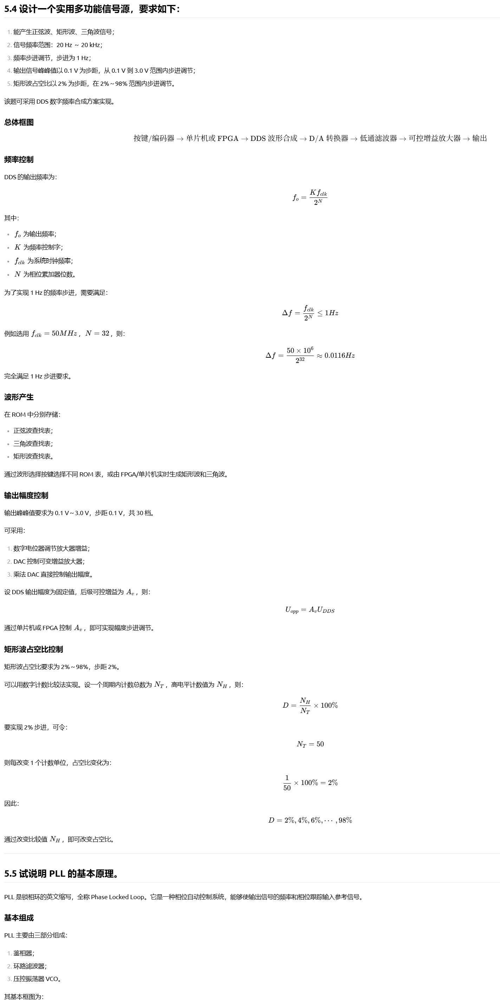 5.4 设计一个实用多功能信号源，要求如下：
1. 能产生正弦波、矩形波、三角波信号；
2. 信号频率范围：20 Hz ～ 20 kHz；
3. 频率步进调节，步进为 1 Hz；
4. 输出信号峰峰值以 0.1 V 为步距，从 0.1 V 到 3.0 V 范围内步进调节；
5. 矩形波占空比以 2% 为步距，在 2% ~ 98% 范围内步进调节。
该题可采用 DDS 数字频率合成方案实现。
总体框图
按键/编码器 → 单片机或 FPGA → DDS 波形合成 → D/A 转换器 → 低通滤波器 → 可控增益放大器 → 输出
频率控制
DDS 的输出频率为：
$f_o = \frac{K f_{clk}}{2^N}$
其中：
• $f_o$ 为输出频率；
• $K$ 为频率控制字；
• $f_{clk}$ 为系统时钟频率；
• $N$ 为相位累加器位数。
为了实现 1 Hz 的频率步进，需要满足：
$\Delta f = \frac{f_{clk}}{2^N} \leq 1Hz$
例如选用 $f_{clk} = 50MHz$，$N = 32$，则：
$\Delta f = \frac{50 \times 10^6}{2^{32}} \approx 0.0116Hz$
完全满足 1 Hz 步进要求。
波形产生
在 ROM 中分别存储：
• 正弦波查找表；
• 三角波查找表；
• 矩形波查找表。
通过波形选择按键选择不同 ROM 表，或由 FPGA/单片机实时生成矩形波和三角波。
输出幅度控制
输出峰峰值要求为 0.1 V ~ 3.0 V，步距 0.1 V，共 30 档。
可采用：
1. 数字电位器调节放大器增益；
2. DAC 控制可变增益放大器；
3. 乘法 DAC 直接控制输出幅度。
设 DDS 输出幅度为固定值，后级可控增益为 $A_v$，则：
$U_{opp} = A_v U_{DDS}$
通过单片机或 FPGA 控制 $A_v$，即可实现幅度步进调节。
矩形波占空比控制
矩形波占空比要求为 2% ~ 98%，步距 2%。
可以用数字计数比较法实现。设一个周期内计数总数为 $N_T$，高电平计数值为 $N_H$，则：
$D = \frac{N_H}{N_T} \times 100\%$
要实现 2% 步进，可令：
$N_T = 50$
则每改变 1 个计数单位，占空比变化为：
$\frac{1}{50} \times 100\% = 2\%$
因此：
$D = 2\%, 4\%, 6\%, \cdots, 98\%$
通过改变比较值 $N_H$，即可改变占空比。
5.5 试说明 PLL 的基本原理。
PLL 是锁相环的英文缩写，全称 Phase Locked Loop。它是一种相位自动控制系统，能够使输出信号的频率和相位跟踪输入参考信号。
基本组成
PLL 主要由三部分组成：
1. 鉴相器；
2. 环路滤波器；
3. 压控振荡器 VCO。
其基本框图为：